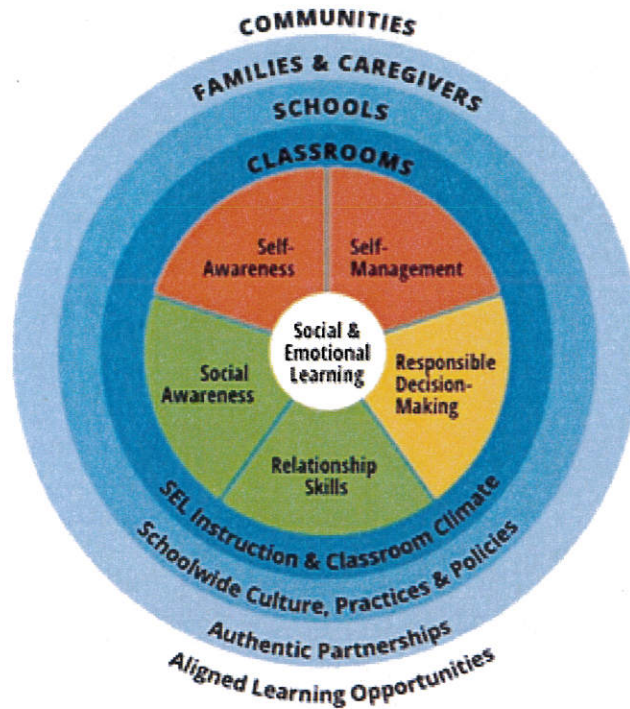 COMMUNITIES
FAMILIES & CAREGIVERS
SCHOOLS
CLASSROOMS
Self-
Awareness
Self-
Management
Social &
Emotional
Learning
Social
Awareness
Responsible
Decision-
Making
Relationship
Skills
SEL Instruction & Classroom Climate
Schoolwide Culture, Practices & Policies
Authentic Partnerships
Aligned Learning Opportunities